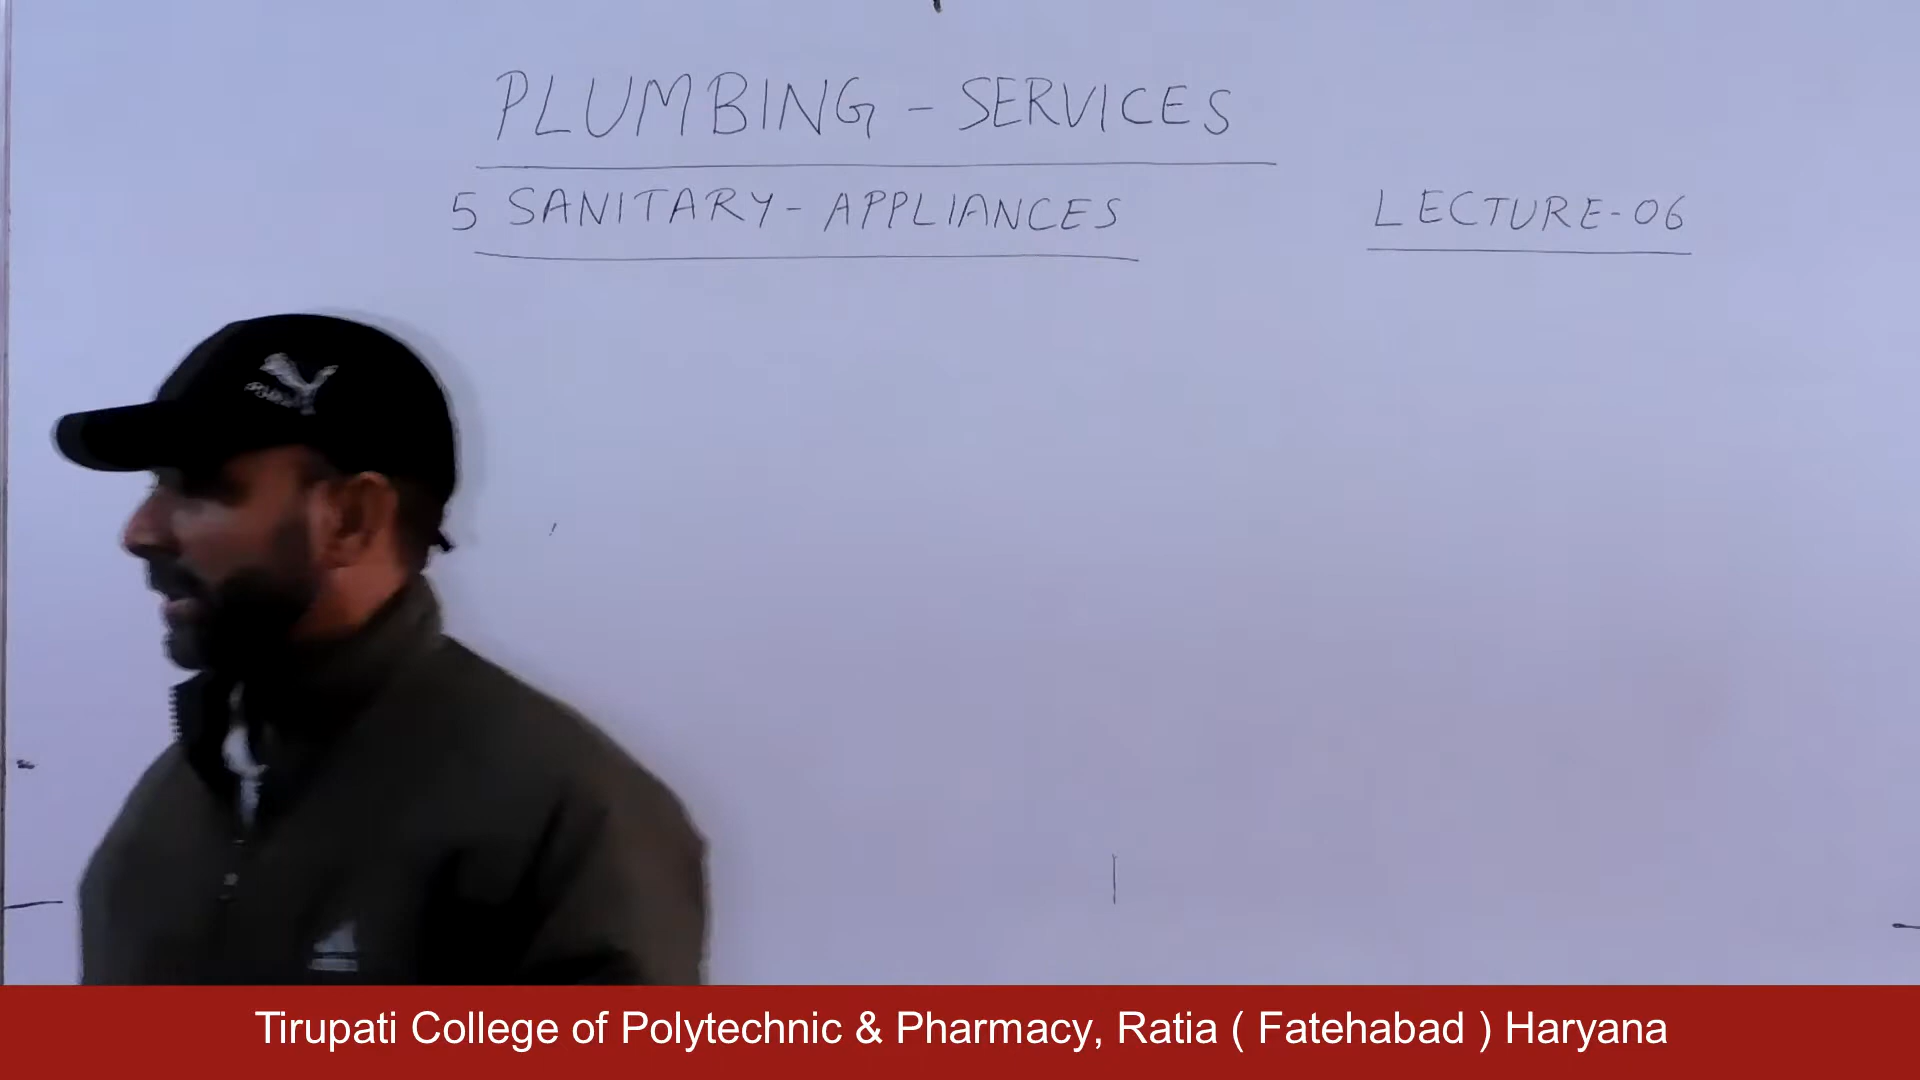 PLUMBING - SERVICES
5 SANITARY - APPLIANCES
LECTURE-06
Tirupati College of Polytechnic & Pharmacy, Ratia ( Fatehabad ) Haryana